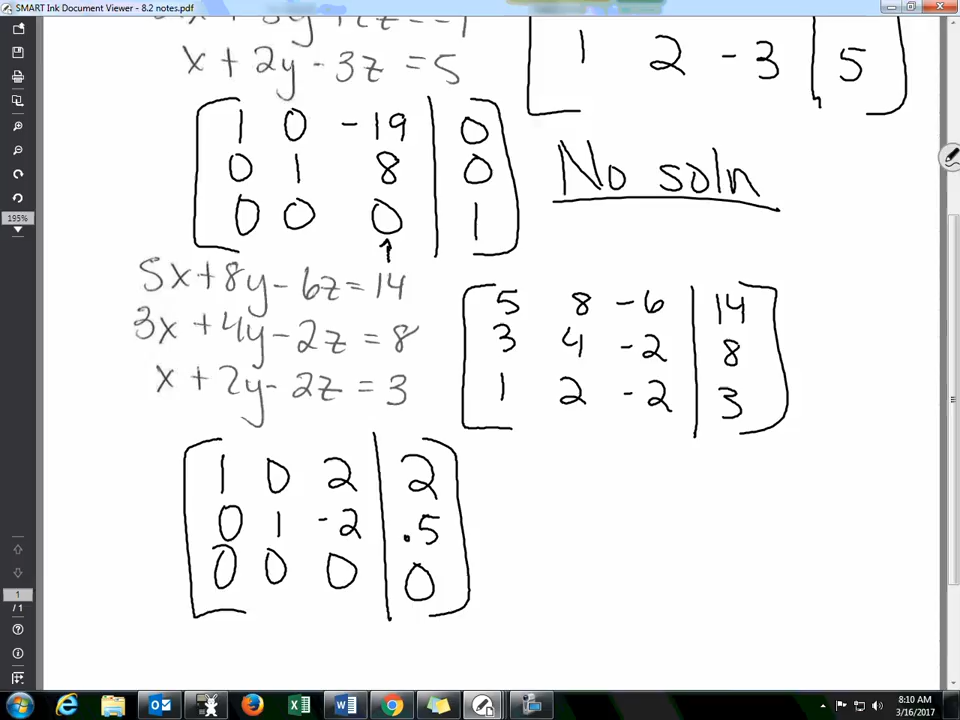 SMART Ink Document Viewer - 8.2 notes.pdf
x + 2y - 3z = 5
1 2 -3 | 5
1 0 -19 | 0
0 1 8 | 0
0 0 0 | 1
No soln
↑
5x + 8y - 6z = 14
3x + 4y - 2z = 8
x + 2y - 2z = 3
5 8 -6 | 14
3 4 -2 | 8
1 2 -2 | 3
1 0 2 | 2
0 1 -2 | .5
0 0 0 | 0
195%
1
/ 1
8:10 AM
3/16/2017